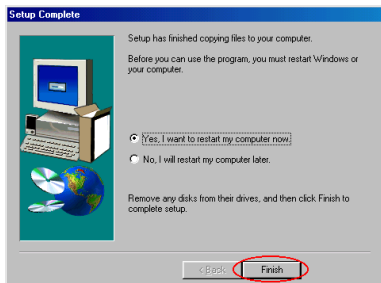 Setup Complete
Setup has finished copying files to your computer.
Before you can use the program, you must restart Windows or
your computer.
Yes, I want to restart my computer now.
No, I will restart my computer later.
Remove any disks from their drives, and then click Finish to
complete setup.
< Back
Finish